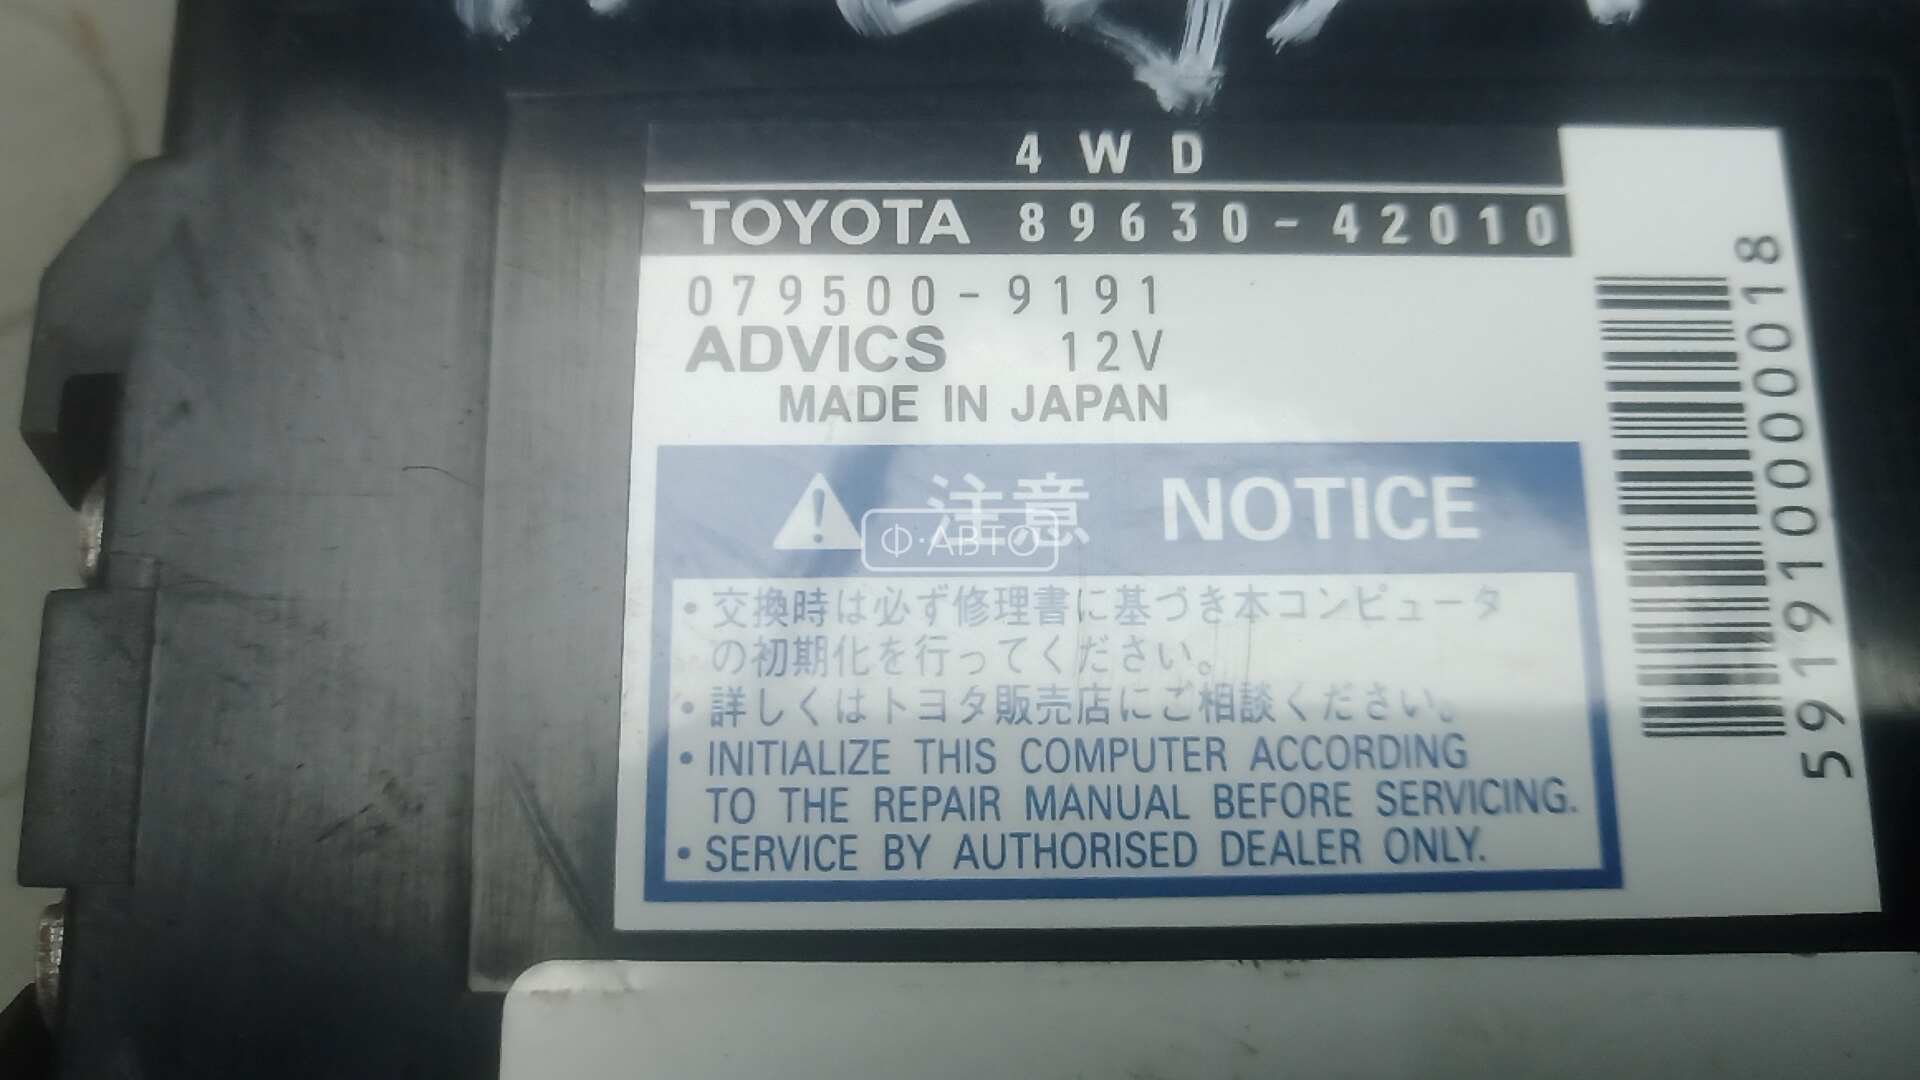 4WD
TOYOTA 89630-42010
079500-9191
ADVICS 12V
MADE IN JAPAN
注意 NOTICE
Ф·АВТО
・交換時は必ず修理書に基づき本コンピュータ
の初期化を行ってください。
・詳しくはトヨタ販売店にご相談ください。
• INITIALIZE THIS COMPUTER ACCORDING
TO THE REPAIR MANUAL BEFORE SERVICING.
• SERVICE BY AUTHORISED DEALER ONLY.
59191000018